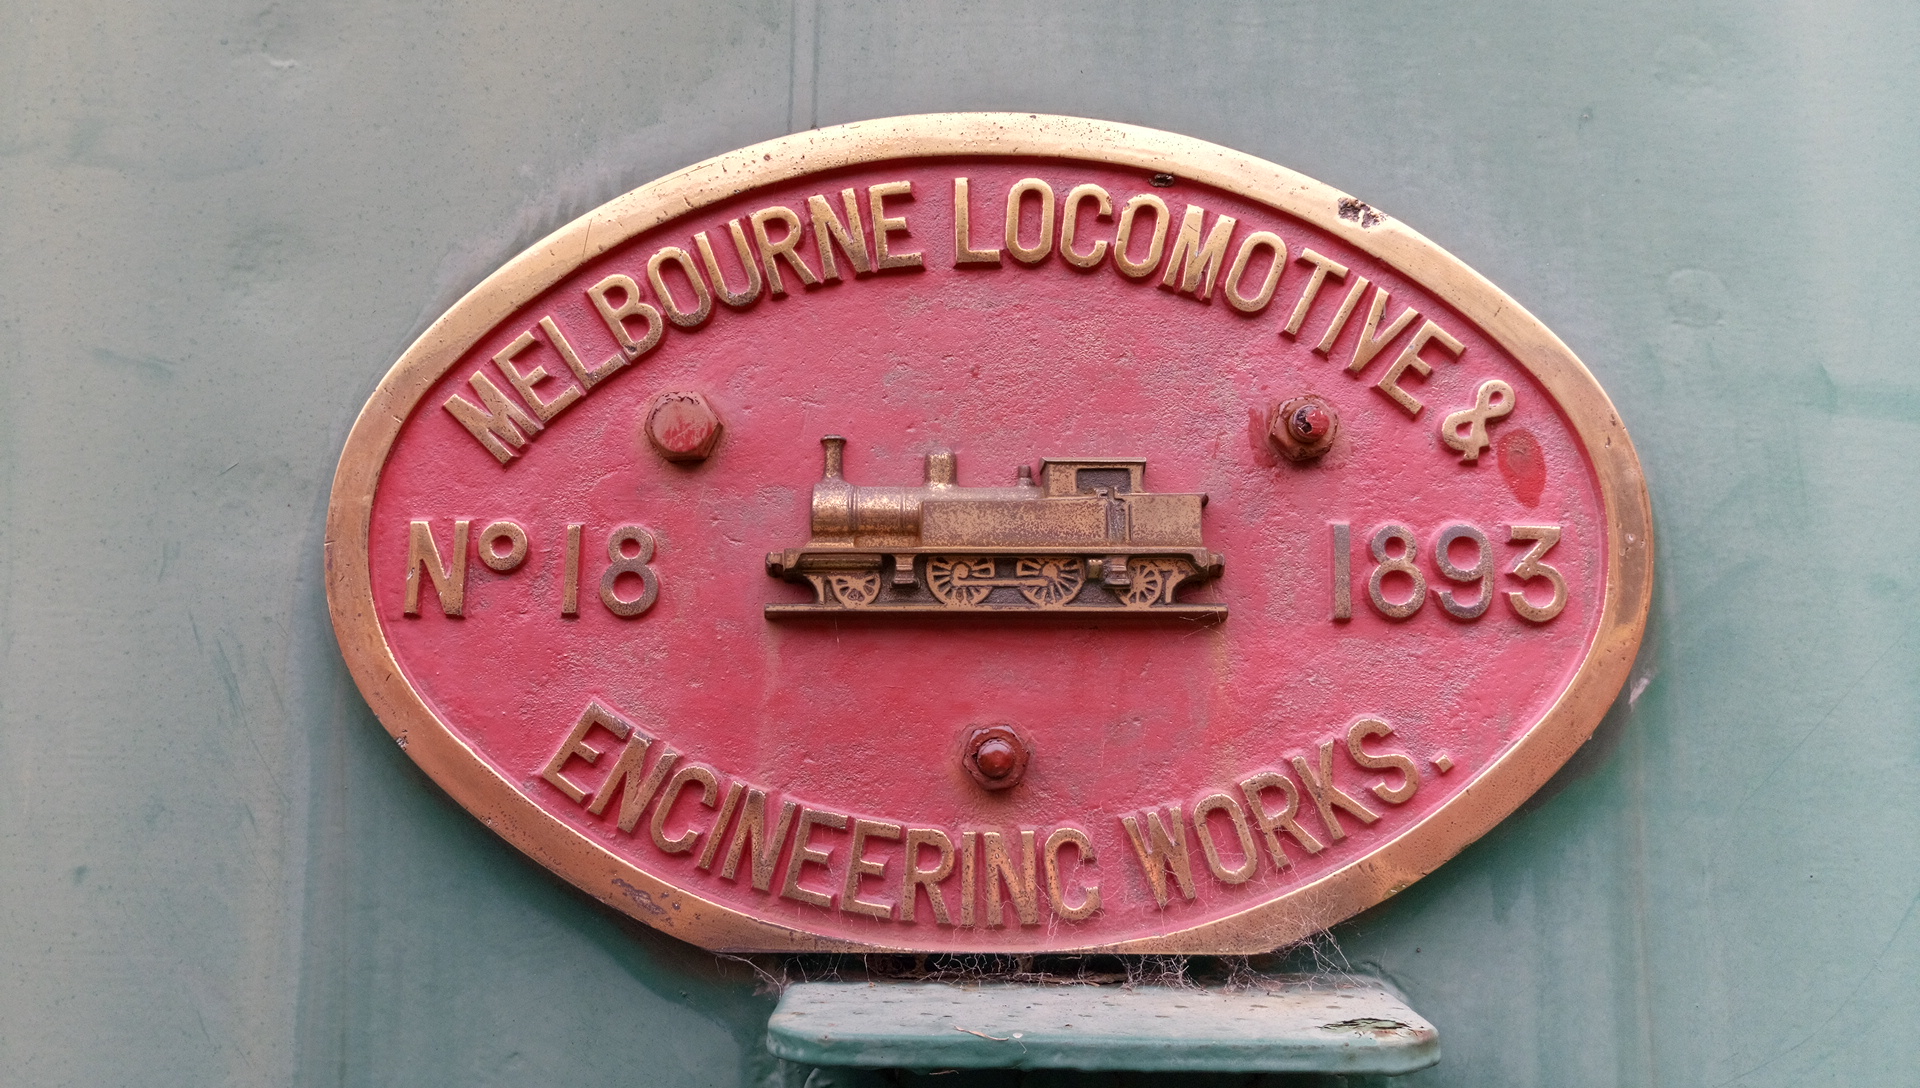 MELBOURNE LOCOMOTIVE &
Nº 18
1893
ENGINEERING WORKS.